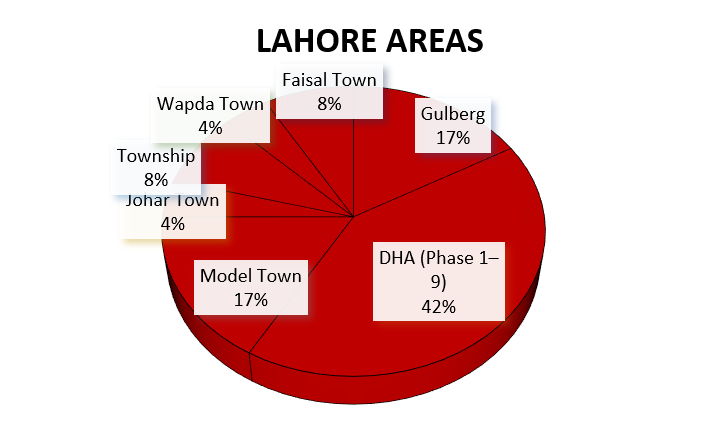 LAHORE AREAS
Faisal Town
8%
Wapda Town
4%
Gulberg
17%
Township
8%
Johar Town
4%
DHA (Phase 1–
9)
42%
Model Town
17%